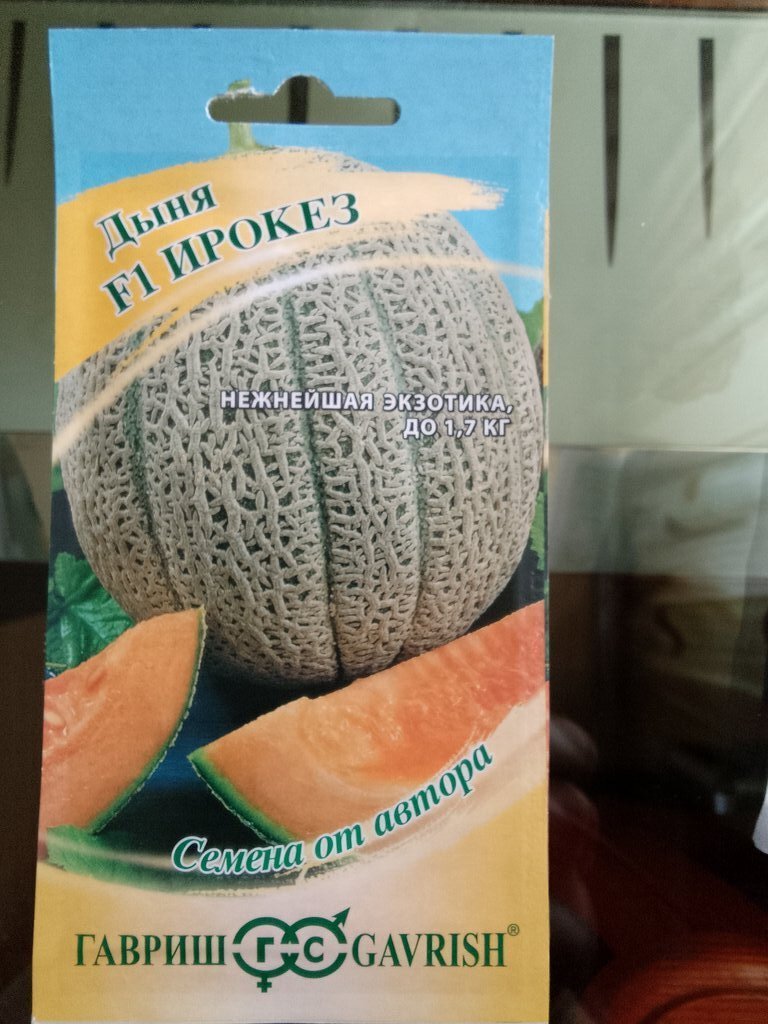 Дыня
F1 ИРОКЕЗ
НЕЖНЕЙШАЯ ЭКЗОТИКА,
ДО 1,7 КГ
Семена от автора
ГАВРИШ ГС GAVRISH®